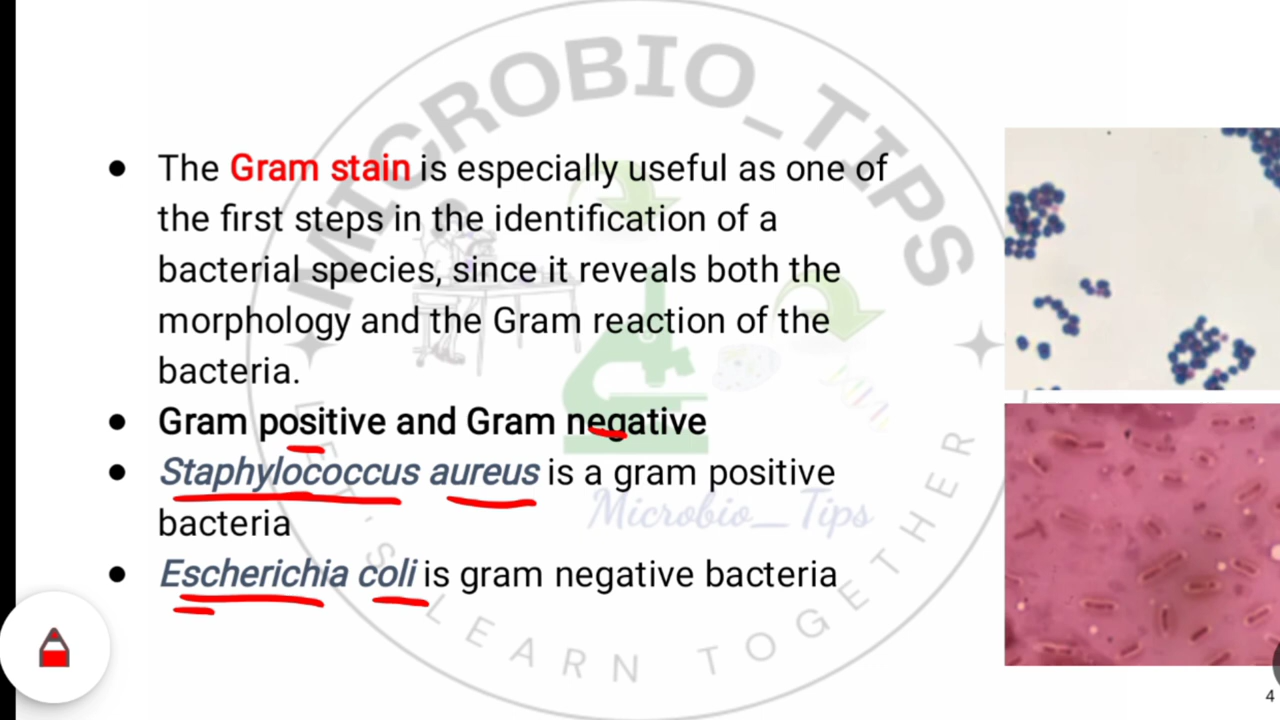 MICROBIO_TIPS
The Gram stain is especially useful as one of
the first steps in the identification of a
bacterial species, since it reveals both the
morphology and the Gram reaction of the
bacteria.
Gram positive and Gram negative
Staphylococcus aureus is a gram positive
bacteria
Escherichia coli is gram negative bacteria
Microbio_Tips
LET'S LEARN TOGETHER
4